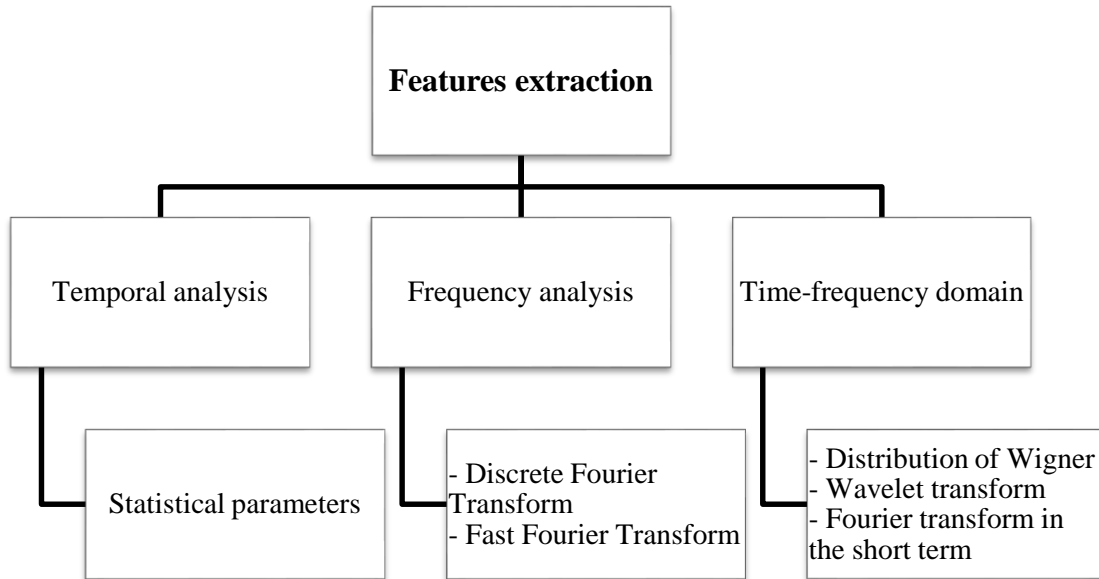 Features extraction
Temporal analysis
Frequency analysis
Time-frequency domain
Statistical parameters
- Discrete Fourier
Transform
- Fast Fourier Transform
- Distribution of Wigner
- Wavelet transform
- Fourier transform in
the short term